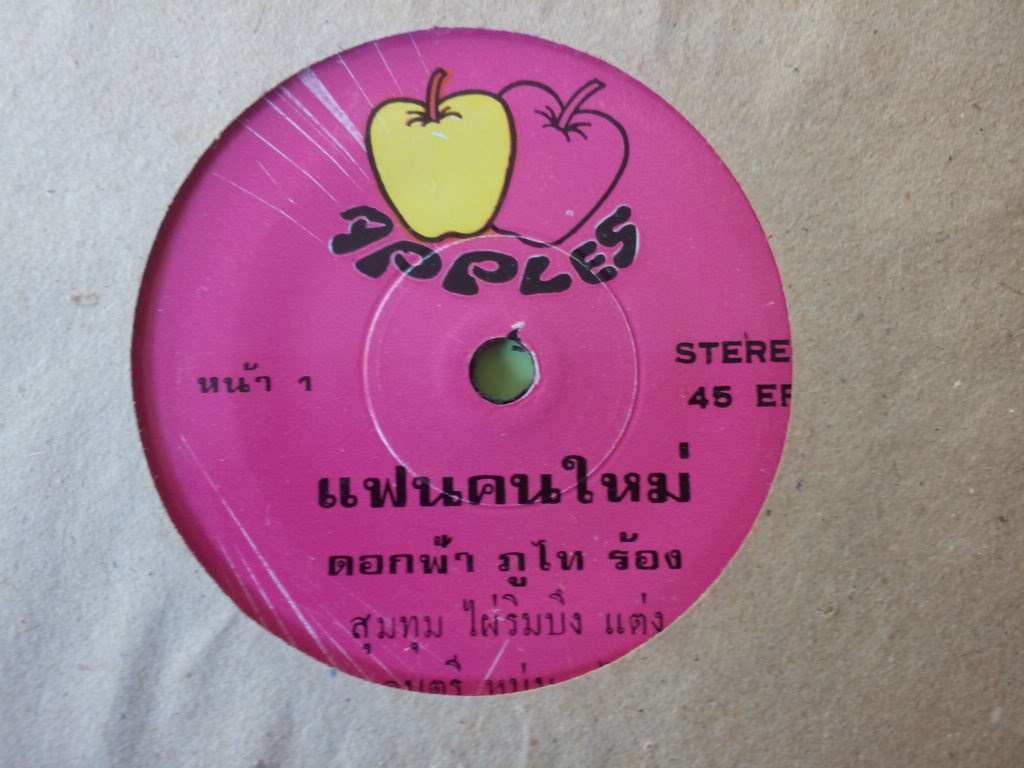 APPLES
STERE
45 EP
หน้า ๑
แฟนคนใหม่
ดอกฟ้า ภูไท ร้อง
สุมทุม ไผ่ริมบึง แต่ง